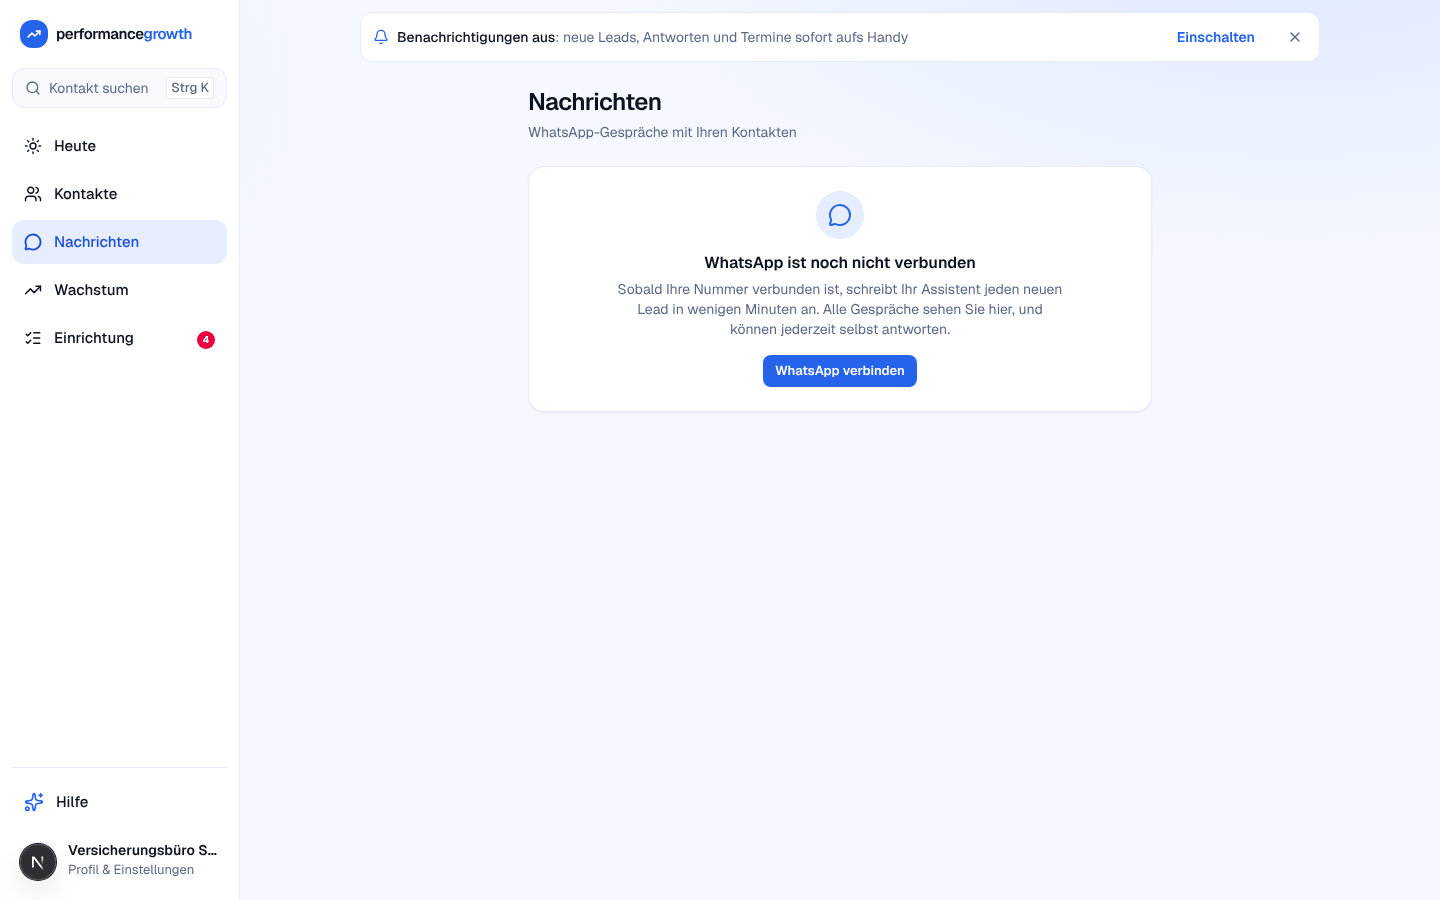 performancegrowth
Kontakt suchen Strg K
Heute
Kontakte
Nachrichten
Wachstum
Einrichtung 4
Hilfe
N
Versicherungsbüro S...
Profil & Einstellungen
Benachrichtigungen aus: neue Leads, Antworten und Termine sofort aufs Handy Einschalten
Nachrichten
WhatsApp-Gespräche mit Ihren Kontakten
WhatsApp ist noch nicht verbunden
Sobald Ihre Nummer verbunden ist, schreibt Ihr Assistent jeden neuen
Lead in wenigen Minuten an. Alle Gespräche sehen Sie hier, und
können jederzeit selbst antworten.
WhatsApp verbinden